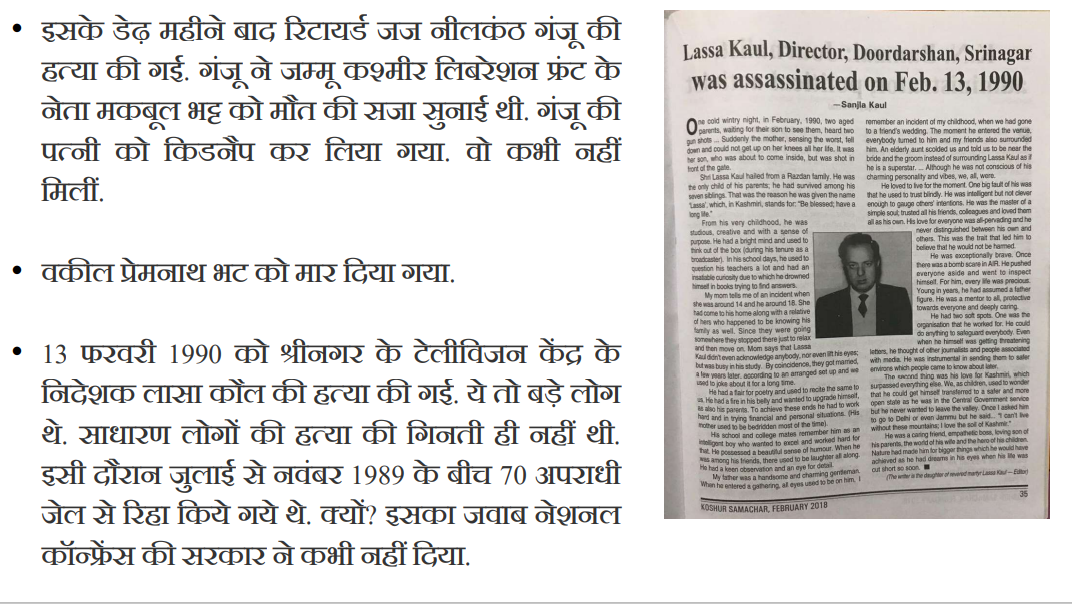 • इसके डेढ़ महीने बाद रिटायर्ड जज नीलकंठ गंजू की
हत्या की गई. गंजू ने जम्मू कश्मीर लिबरेशन फ्रंट के
नेता मकबूल भट्ट को मौत की सजा सुनाई थी. गंजू की
पत्नी को किडनैप कर लिया गया. वो कभी नहीं
मिलीं.
• वकील प्रेमनाथ भट को मार दिया गया.
• 13 फरवरी 1990 को श्रीनगर के टेलीविजन केंद्र के
निदेशक लासा कौल की हत्या की गई. ये तो बड़े लोग
थे. साधारण लोगों की हत्या की गिनती ही नहीं थी.
इसी दौरान जुलाई से नवंबर 1989 के बीच 70 अपराधी
जेल से रिहा किये गये थे. क्यों? इसका जवाब नेशनल
कॉन्फ्रेंस की सरकार ने कभी नहीं दिया.
Lassa Kaul, Director, Doordarshan, Srinagar
was assassinated on Feb. 13, 1990
—Sanjla Kaul
One cold wintry night, in February, 1990, two aged
parents, waiting for their son to see them, heard two
gun shots ... Suddenly the mother, sensing the worst, fell
down and could not get up on her knees all her life. It was
her son, who was about to come inside, but was shot in
front of the gate.
Shri Lassa Kaul hailed from a Razdan family. He was
the only child of his parents; he had survived among his
seven siblings. That was the reason he was given the name
'Lassa', which, in Kashmiri, stands for: "Be blessed; have a
long life."
From his very childhood, he was
studious, creative and with a sense of
purpose. He had a bright mind and used to
think out of the box (during his tenure as a
broadcaster). In his school days, he used to
question his teachers a lot and had an
insatiable curiosity due to which he drowned
himself in books trying to find answers.
My mom tells me of an incident when
she was around 14 and he around 18. She
had come to his home along with a relative
of hers who happened to be knowing his
family as well. Since they were going
somewhere they stopped there just to relax
and then move on. Mom says that Lassa
Kaul didn't even acknowledge anybody, nor even lift his eyes;
but was busy in his study. By coincidence, they got married,
a few years later, according to an arranged set up and we
used to joke about it for a long time.
He had a flair for poetry and used to recite the same to
us. He had a fire in his belly and wanted to upgrade himself,
as also his parents. To achieve these ends he had to work
hard and in trying financial and personal situations. (His
mother used to be bedridden most of the time).
His school and college mates remember him as an
intelligent boy who wanted to excel and worked hard for
that. He possessed a beautiful sense of humour. When he
was among his friends, there used to be laughter all along.
He had a keen observation and an eye for detail.
My father was a handsome and charming gentleman.
When he entered a gathering, all eyes used to be on him. I
remember an incident of my childhood, when we had gone
to a friend's wedding. The moment he entered the venue,
everybody turned to him and my friends also surrounded
him. An elderly aunt scolded us and told us to be near the
bride and the groom instead of surrounding Lassa Kaul as if
he is a superstar. ... Although he was not conscious of his
charming personality and vibes, we, all, were.
He loved to live for the moment. One big fault of his was
that he used to trust blindly. He was intelligent but not clever
enough to gauge others' intentions. He was the master of a
simple soul, trusted all his friends, colleagues and loved them
all as his own. His love for everyone was all-pervading and he
never distinguished between his own and
others. This was the trait that led him to
believe that he would not be harmed.
He was exceptionally brave. Once
there was a bomb scare in AIR. He pushed
everyone aside and went to inspect
himself. For him, every life was precious.
Young in years, he had assumed a father
figure. He was a mentor to all, protective
towards everyone and deeply caring.
He had two soft spots. One was the
organisation that he worked for. He could
do anything to safeguard everybody. Even
when he himself was getting threatening
letters, he thought of other journalists and people associated
with media. He was instrumental in sending them to safer
environs which people came to know about later.
The second thing was his love for Kashmir, which
surpassed everything else. We, as children, used to wonder
that he could get himself transferred to a safer and more
open state as he was in the Central Government service
but he never wanted to leave the valley. Once I asked him
to go to Delhi or even Jammu but he said... "I can't live
without these mountains; I love the soil of Kashmir."
He was a caring friend, empathetic boss, loving son of
his parents, the world of his wife and the hero of his children.
Nature had made him for bigger things which he would have
achieved as he had dreams in his eyes when his life was
cut short so soon. ■
(The writer is the daughter of revered martyr Lassa Kaul — Editor)
KOSHUR SAMACHAR, FEBRUARY 2018
35